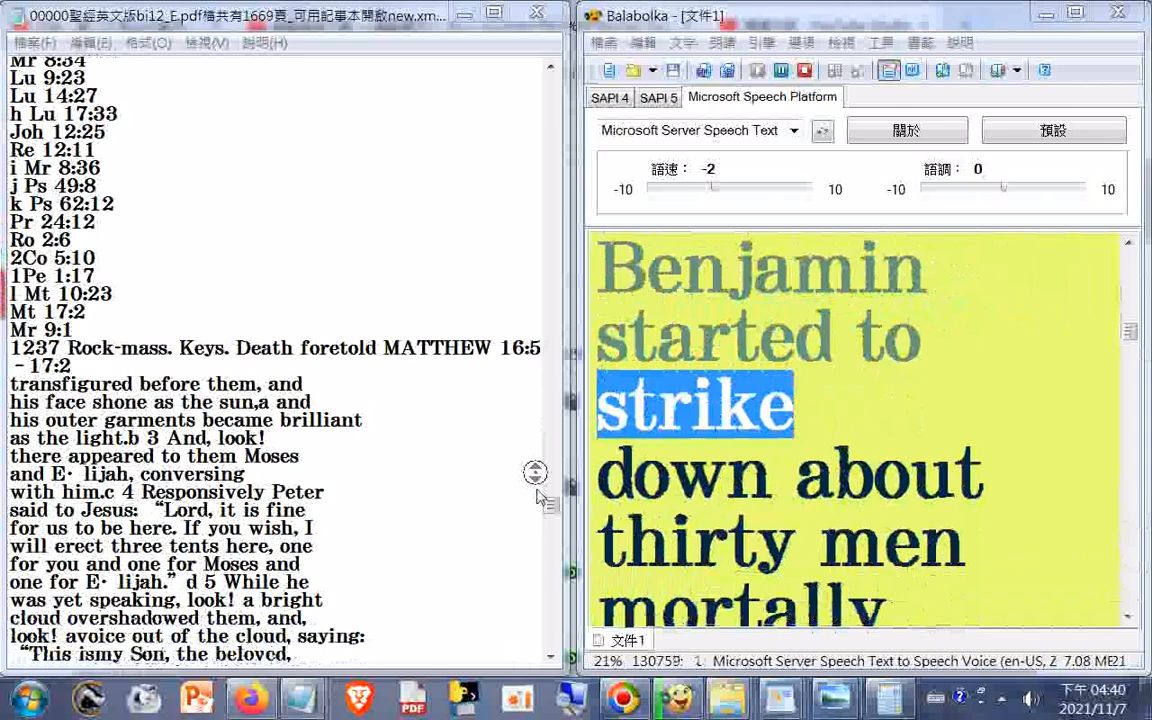 00000聖經英文版bi12_E.pdf檔共有1669頁_可用記事本開啟new.xm...
檔案(F) 編輯(E) 格式(O) 檢視(V) 說明(H)
Mr 8:34
Lu 9:23
Lu 14:27
h Lu 17:33
Joh 12:25
Re 12:11
i Mr 8:36
j Ps 49:8
k Ps 62:12
Pr 24:12
Ro 2:6
2Co 5:10
1Pe 1:17
l Mt 10:23
Mt 17:2
Mr 9:1
1237 Rock-mass. Keys. Death foretold MATTHEW 16:5
–17:2
transfigured before them, and
his face shone as the sun,a and
his outer garments became brilliant
as the light.b 3 And, look!
there appeared to them Moses
and E· lijah, conversing
with him.c 4 Responsively Peter
said to Jesus: “Lord, it is fine
for us to be here. If you wish, I
will erect three tents here, one
for you and one for Moses and
one for E· lijah.” d 5 While he
was yet speaking, look! a bright
cloud overshadowed them, and,
look! avoice out of the cloud, saying:
“This ismy Son, the beloved,
Balabolka - [文件1]
檔案 編輯 文字 朗讀 引擎 選項 檢視 工具 書籤 說明
SAPI 4 SAPI 5 Microsoft Speech Platform
Microsoft Server Speech Text 關於 預設
語速： -2 語調： 0
-10 10 -10 10
Benjamin
started to
strike
down about
thirty men
mortally
文件1
21% 130759: Microsoft Server Speech Text to Speech Voice (en-US, Z 7.08 ME21
PDF
下午 04:40
2021/11/7